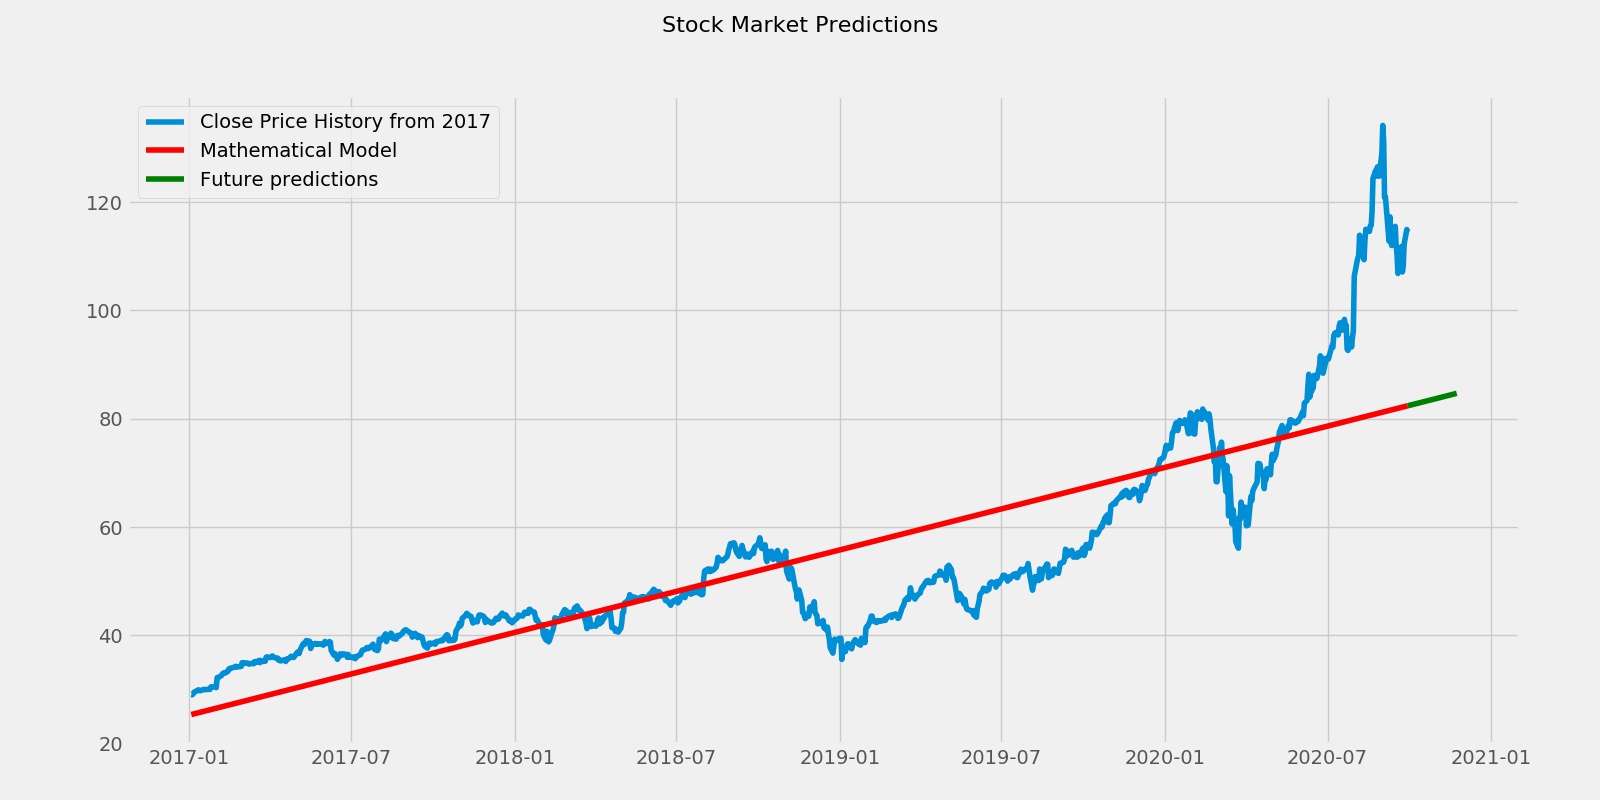 Stock Market Predictions
Close Price History from 2017
Mathematical Model
Future predictions
120
100
80
60
40
20
2017-01 2017-07 2018-01 2018-07 2019-01 2019-07 2020-01 2020-07 2021-01